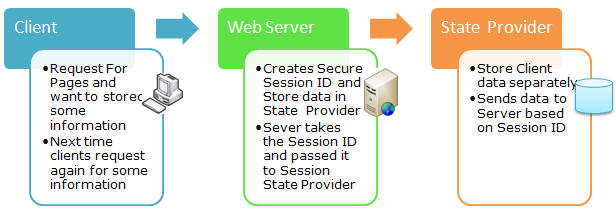 Client
Request For
Pages and
want to stored
some
information
Next time
clients request
again for some
information
Web Server
Creates Secure
Session ID and
Store data in
State Provider
Sever takes
the Session ID
and passed it
to Session
State Provider
State Provider
Store Client
data separately
Sends data to
Server based
on Session ID